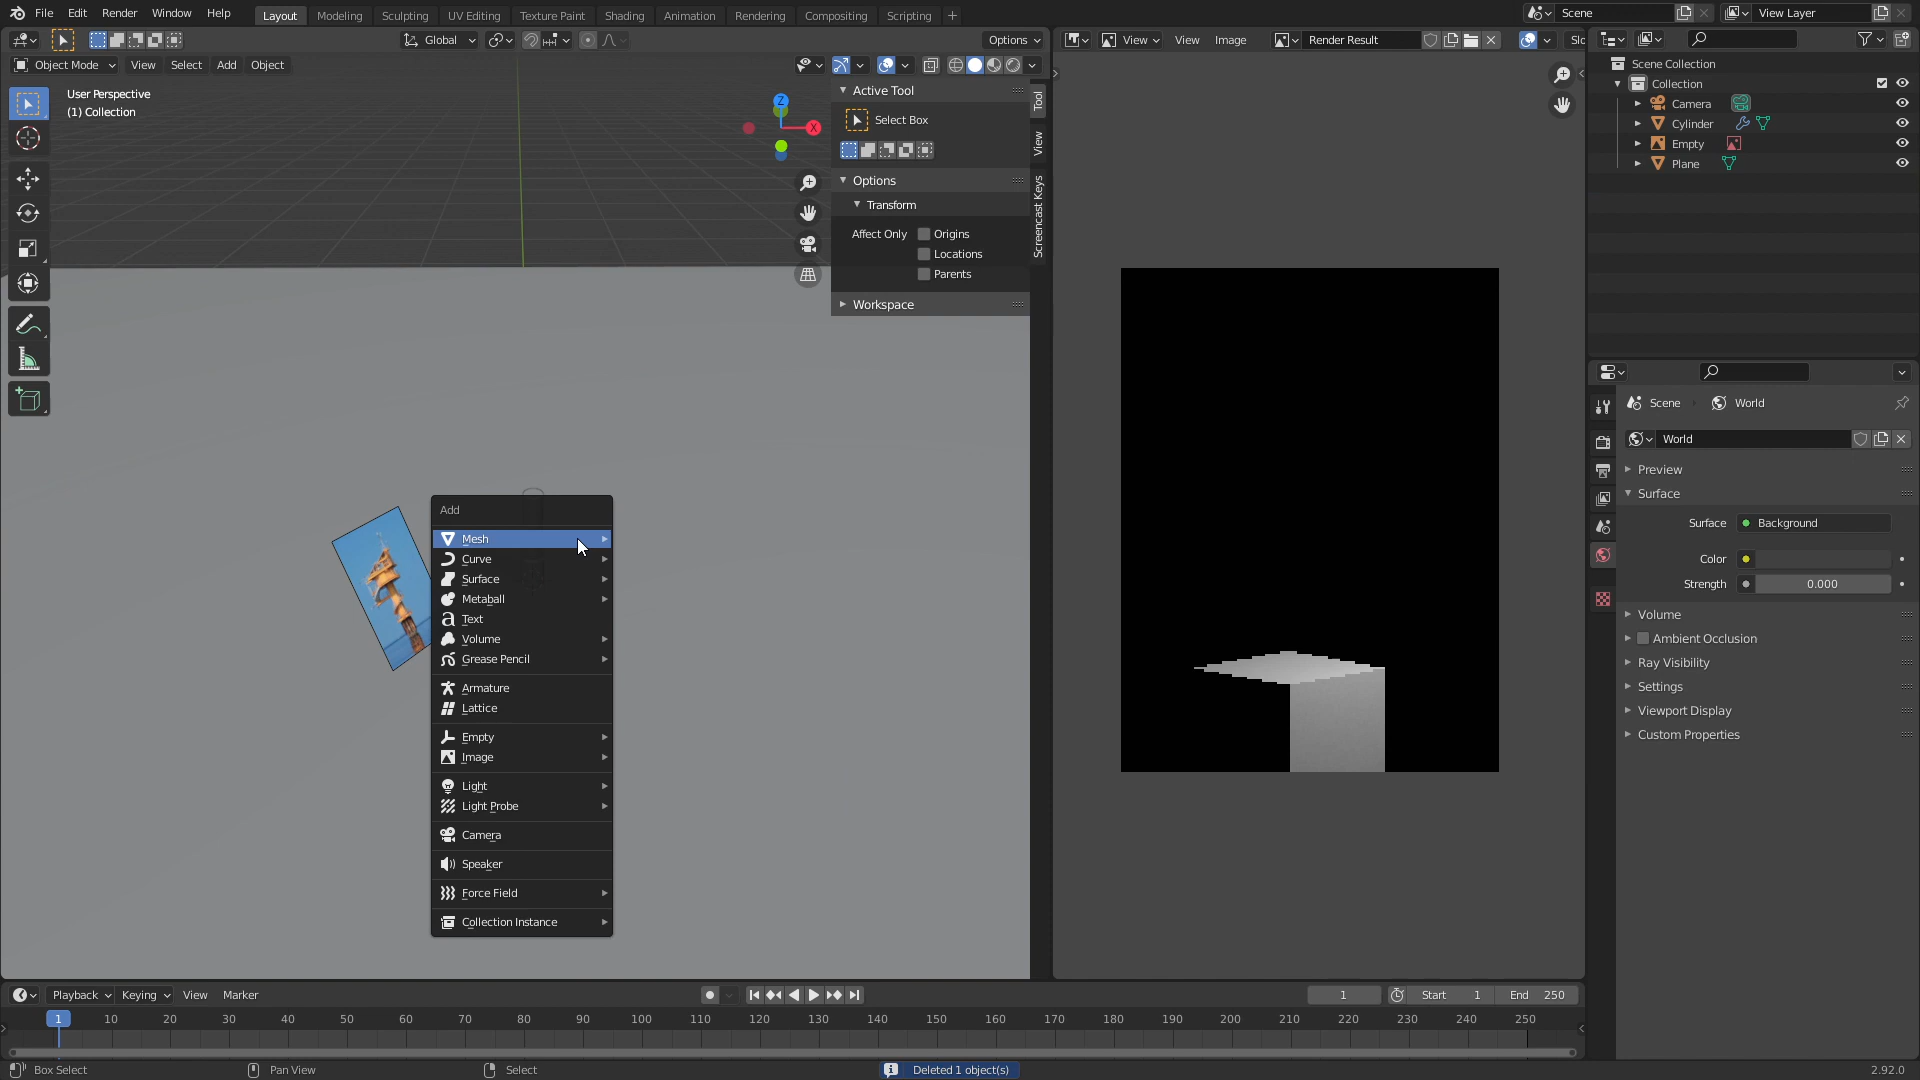 File Edit Render Window Help Layout Modeling Sculpting UV Editing Texture Paint Shading Animation Rendering Compositing Scripting + Scene View Layer
Global Options View View Image Render Result Slo
Object Mode View Select Add Object
User Perspective
(1) Collection
Z
X
Active Tool
Select Box
Options
Transform
Affect Only Origins
Locations
Parents
Workspace
Tool
View
Screencast Keys
Add
Mesh
Curve
Surface
Metaball
Text
Volume
Grease Pencil
Armature
Lattice
Empty
Image
Light
Light Probe
Camera
Speaker
Force Field
Collection Instance
Scene Collection
Collection
Camera
Cylinder
Empty
Plane
Scene World
World
Preview
Surface
Surface Background
Color
Strength 0.000
Volume
Ambient Occlusion
Ray Visibility
Settings
Viewport Display
Custom Properties
Playback Keying View Marker 1 Start 1 End 250
1 10 20 30 40 50 60 70 80 90 100 110 120 130 140 150 160 170 180 190 200 210 220 230 240 250
Box Select Pan View Select Deleted 1 object(s) 2.92.0